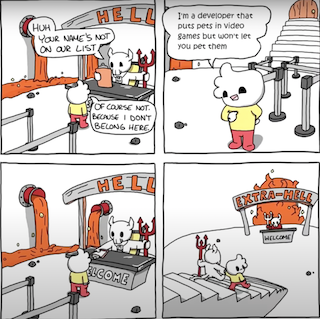 HELL
HUH
YOUR NAME'S NOT
ON OUR LIST
OF COURSE NOT.
BECAUSE I DON'T
BELONG HERE
I'm a developer that
puts pets in video
games but won't let
you pet them
HELL
WELCOME
EXTRA-HELL
WELCOME